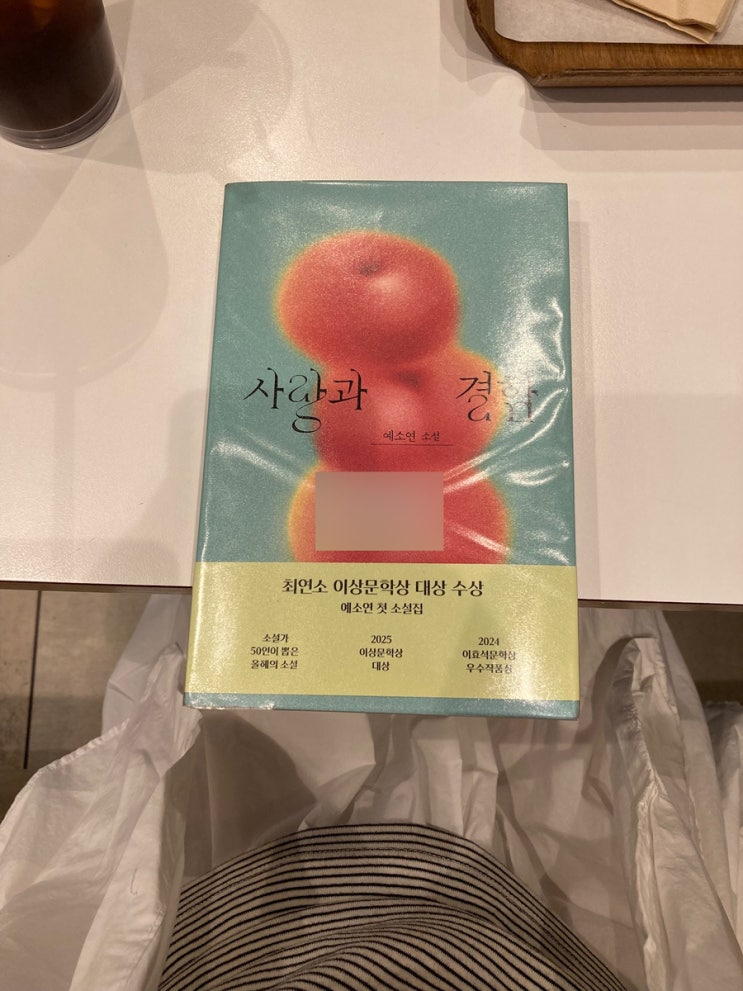 사랑과 결함
예소연 소설
최연소 이상문학상 대상 수상
예소연 첫 소설집
소설가
50인이 뽑은
올해의 소설
2025
이상문학상
대상
2024
이효석문학상
우수작품상